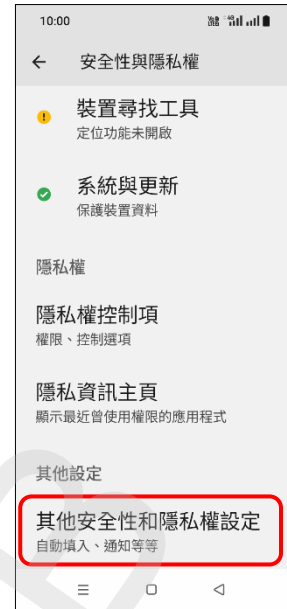 10:00
安全性與隱私權
裝置尋找工具
定位功能未開啟
系統與更新
保護裝置資料
隱私權
隱私權控制項
權限、控制選項
隱私資訊主頁
顯示最近曾使用權限的應用程式
其他設定
其他安全性和隱私權設定
自動填入、通知等等